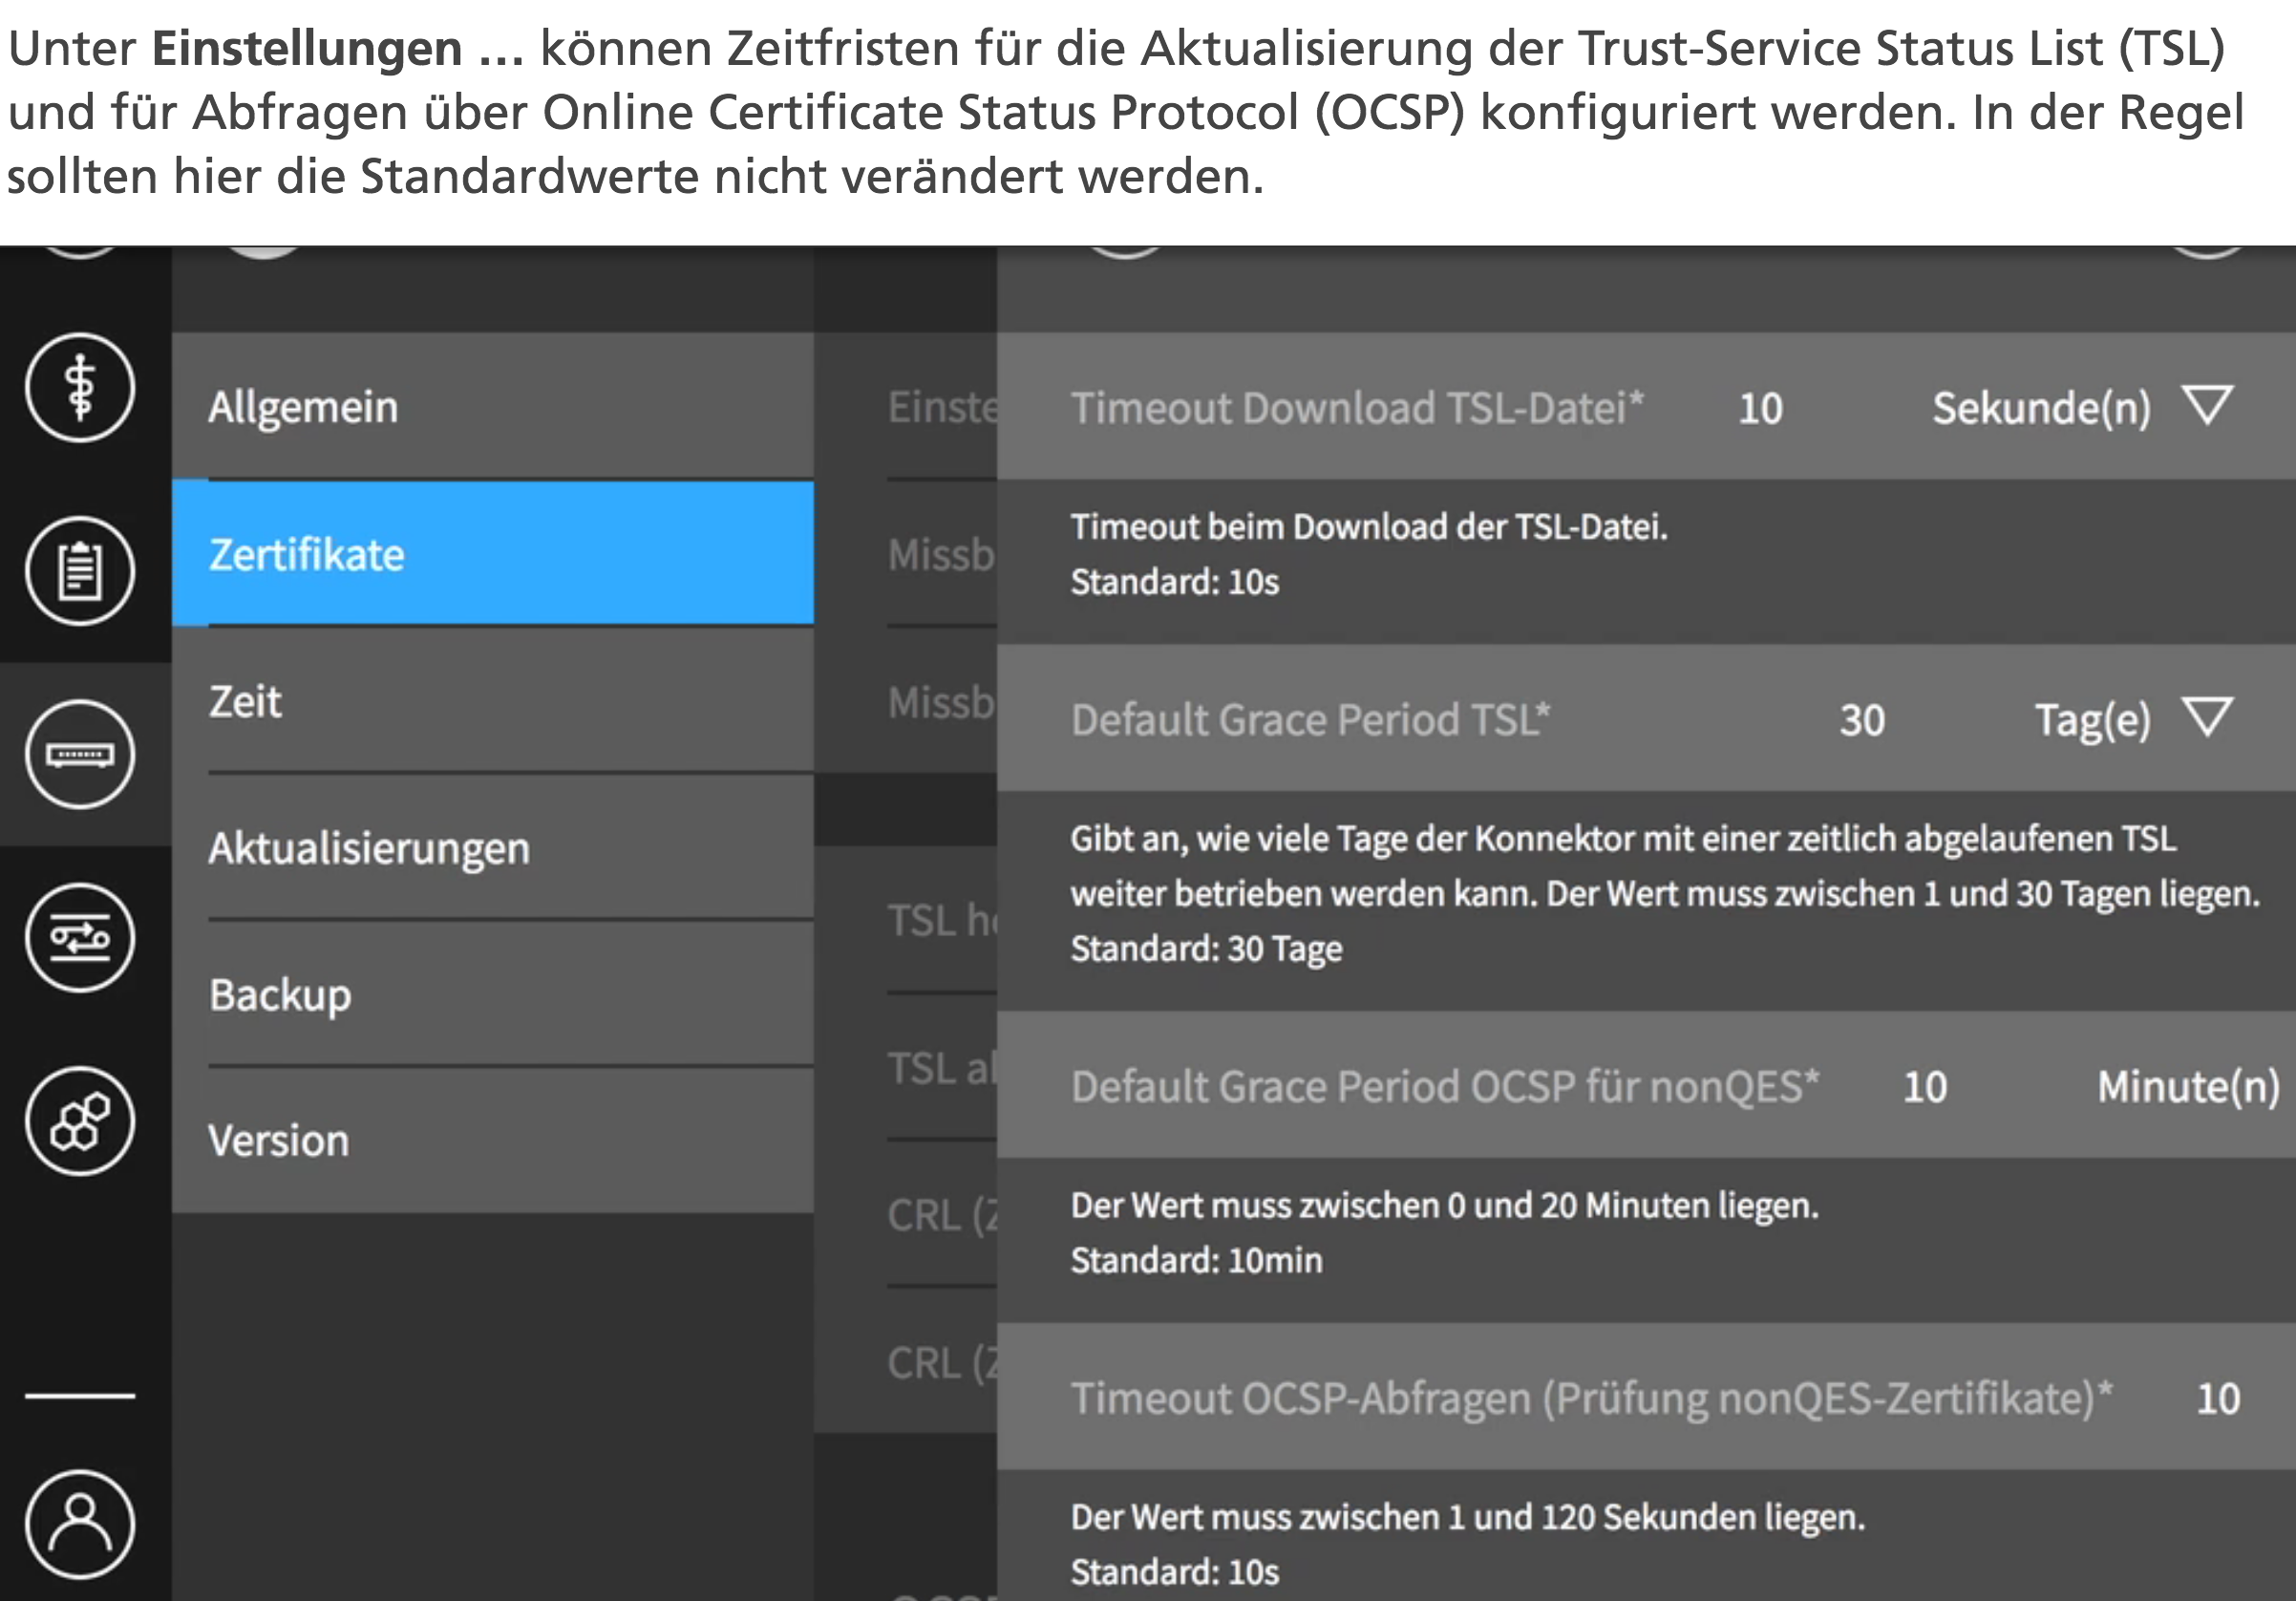 Unter Einstellungen ... können Zeitfristen für die Aktualisierung der Trust-Service Status List (TSL)
und für Abfragen über Online Certificate Status Protocol (OCSP) konfiguriert werden. In der Regel
sollten hier die Standardwerte nicht verändert werden.
Allgemein
Zertifikate
Zeit
Aktualisierungen
Backup
Version
Einste
Missb
Missb
TSL
TSL
CRL
CRL
Timeout Download TSL-Datei* 10 Sekunde(n)
Timeout beim Download der TSL-Datei.
Standard: 10s
Default Grace Period TSL* 30 Tag(e)
Gibt an, wie viele Tage der Konnektor mit einer zeitlich abgelaufenen TSL
weiter betrieben werden kann. Der Wert muss zwischen 1 und 30 Tagen liegen.
Standard: 30 Tage
Default Grace Period OCSP für nonQES* 10 Minute(n)
Der Wert muss zwischen 0 und 20 Minuten liegen.
Standard: 10min
Timeout OCSP-Abfragen (Prüfung nonQES-Zertifikate)* 10
Der Wert muss zwischen 1 und 120 Sekunden liegen.
Standard: 10s